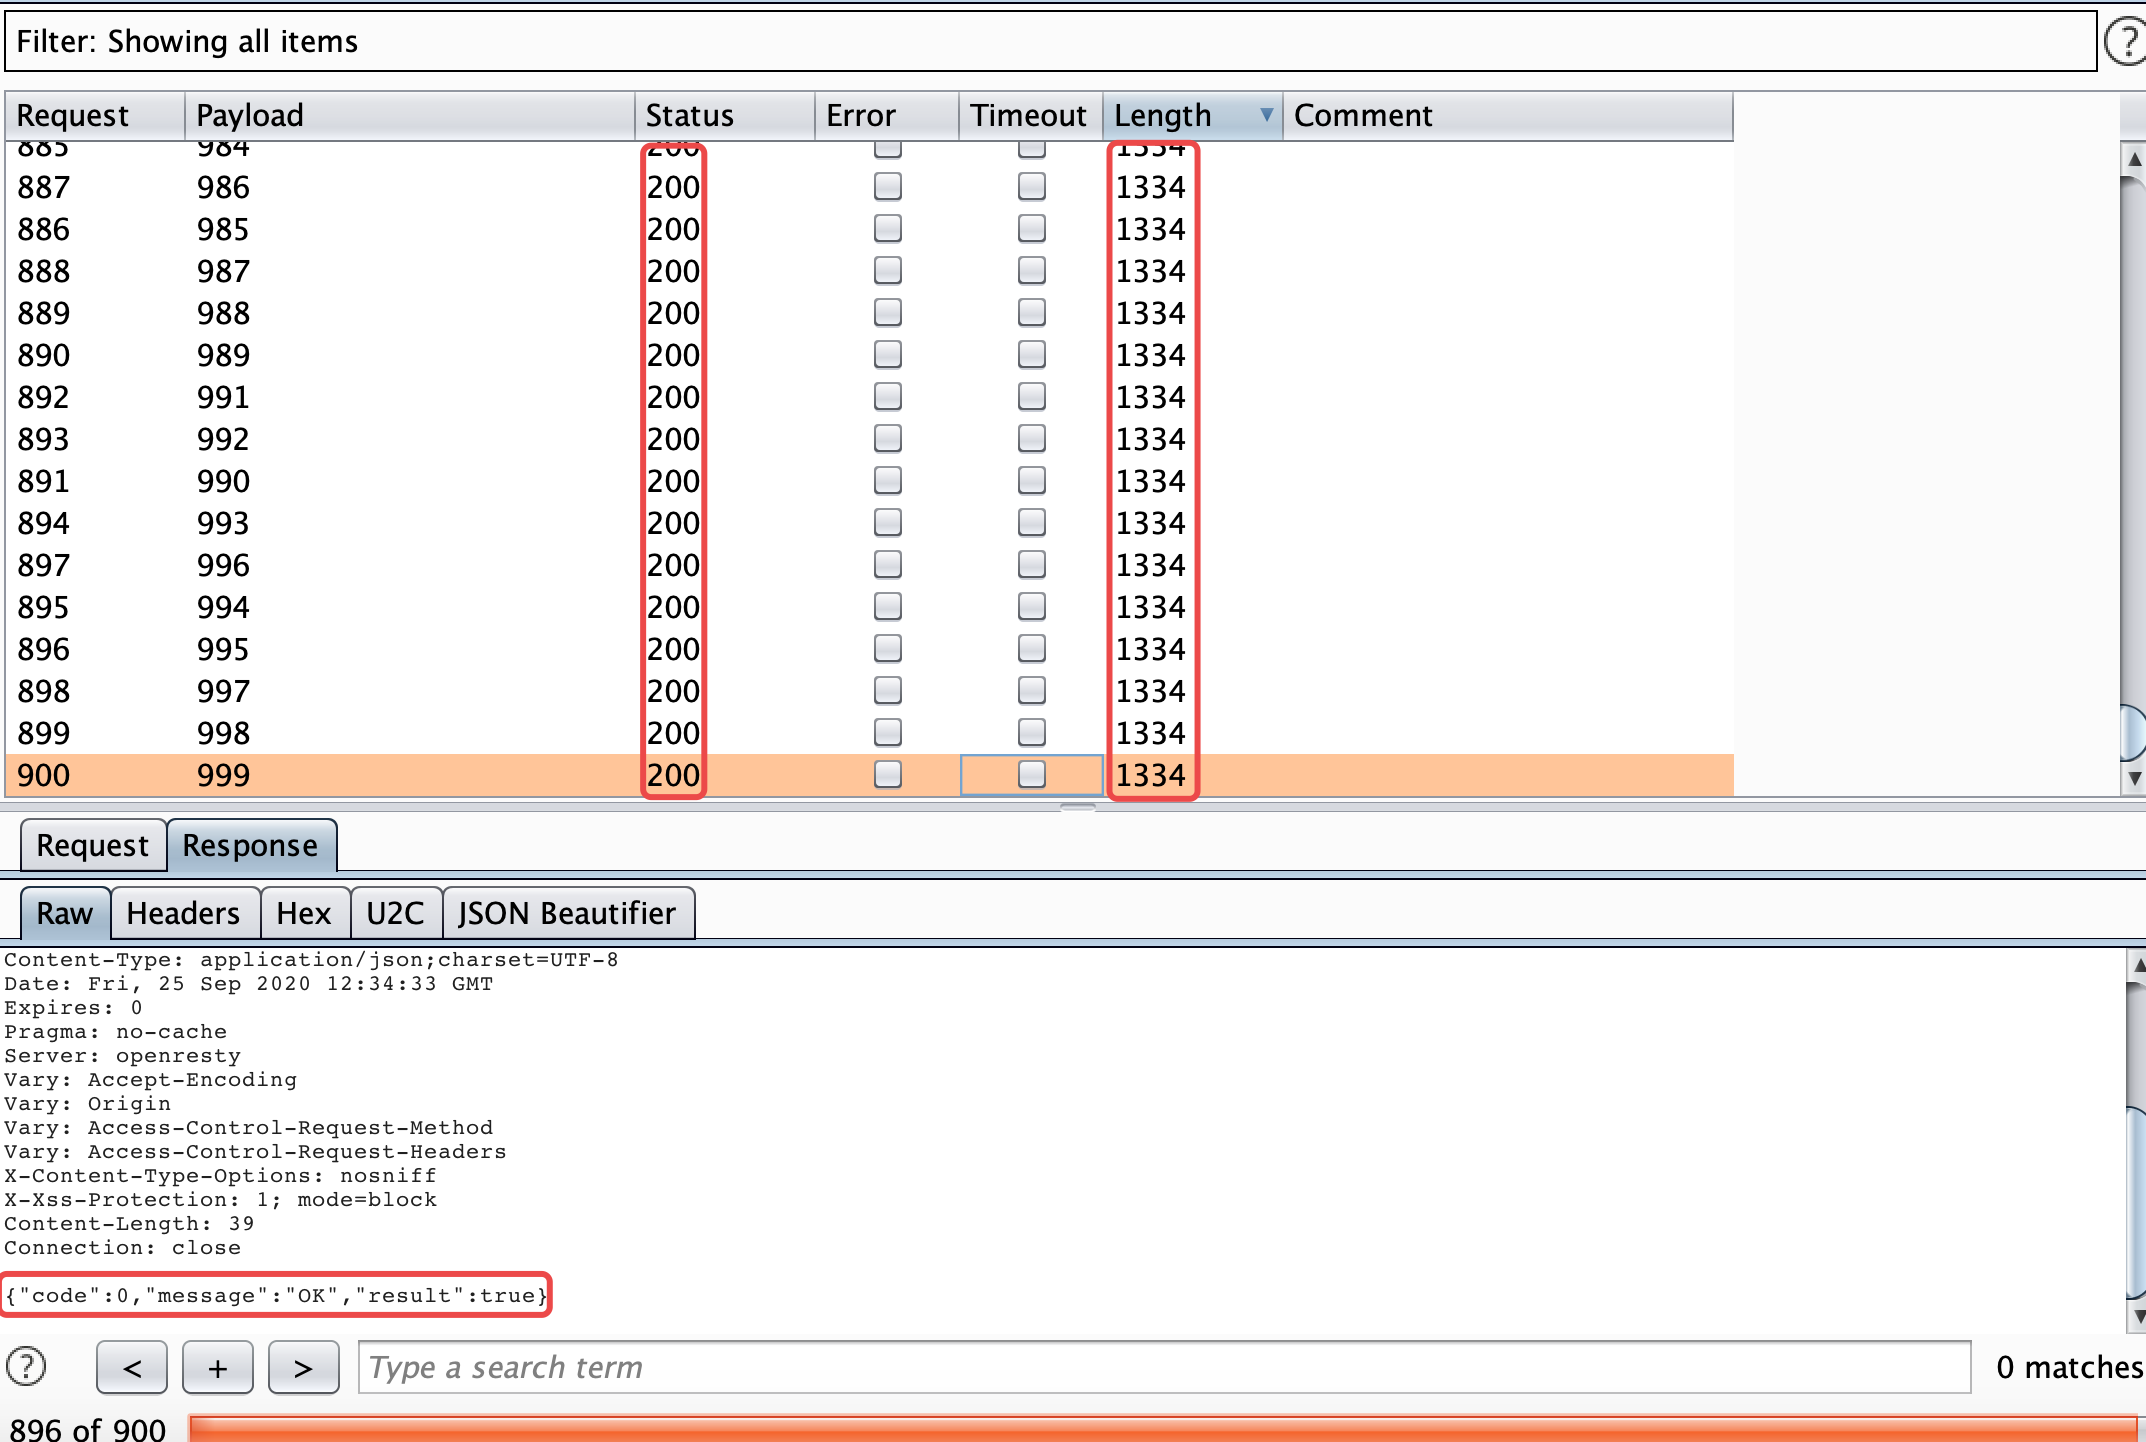 Filter: Showing all items
?
Request Payload Status Error Timeout Length Comment
885 984 200 1334
887 986 200 1334
886 985 200 1334
888 987 200 1334
889 988 200 1334
890 989 200 1334
892 991 200 1334
893 992 200 1334
891 990 200 1334
894 993 200 1334
897 996 200 1334
895 994 200 1334
896 995 200 1334
898 997 200 1334
899 998 200 1334
900 999 200 1334
Request Response
Raw Headers Hex U2C JSON Beautifier
Content-Type: application/json;charset=UTF-8
Date: Fri, 25 Sep 2020 12:34:33 GMT
Expires: 0
Pragma: no-cache
Server: openresty
Vary: Accept-Encoding
Vary: Origin
Vary: Access-Control-Request-Method
Vary: Access-Control-Request-Headers
X-Content-Type-Options: nosniff
X-Xss-Protection: 1; mode=block
Content-Length: 39
Connection: close
{"code":0,"message":"OK","result":true}
? < + > Type a search term 0 matches
896 of 900